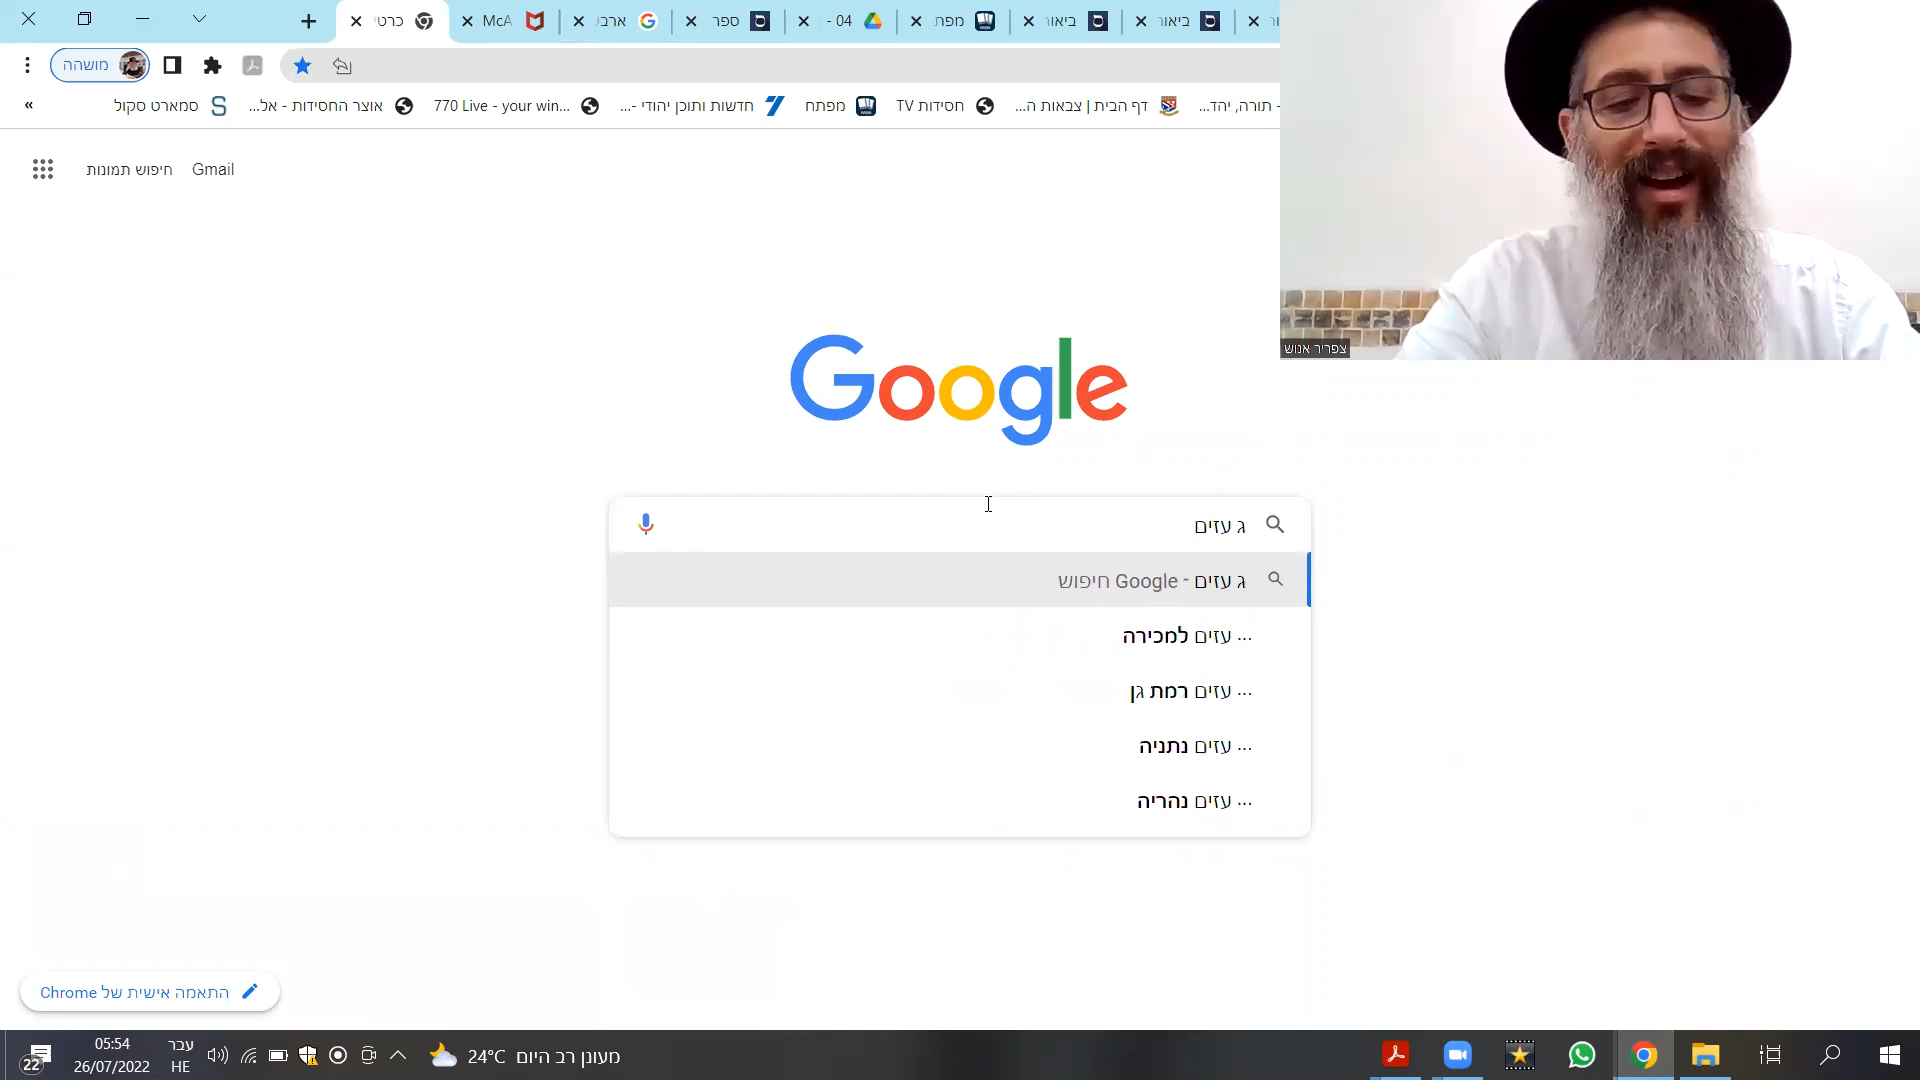 כרטי
McA
ארב
ספר
04 -
מפת
ביאור
ביאור
מושהה
תורה, יהד...
דף הבית | צבאות ה...
חסידות TV
מפתח
חדשות ותוכן יהודי -...
770 Live - your win...
אוצר החסידות - אל...
סמארט סקול
«
חיפוש תמונות
Gmail
צפריר אנוש
Google
ג עזים
ג עזים - Google חיפוש
... עזים למכירה
... עזים רמת גן
... עזים נתניה
... עזים נהריה
התאמה אישית של Chrome
22
05:54
26/07/2022
עבר
HE
24°C
מעונן רב היום